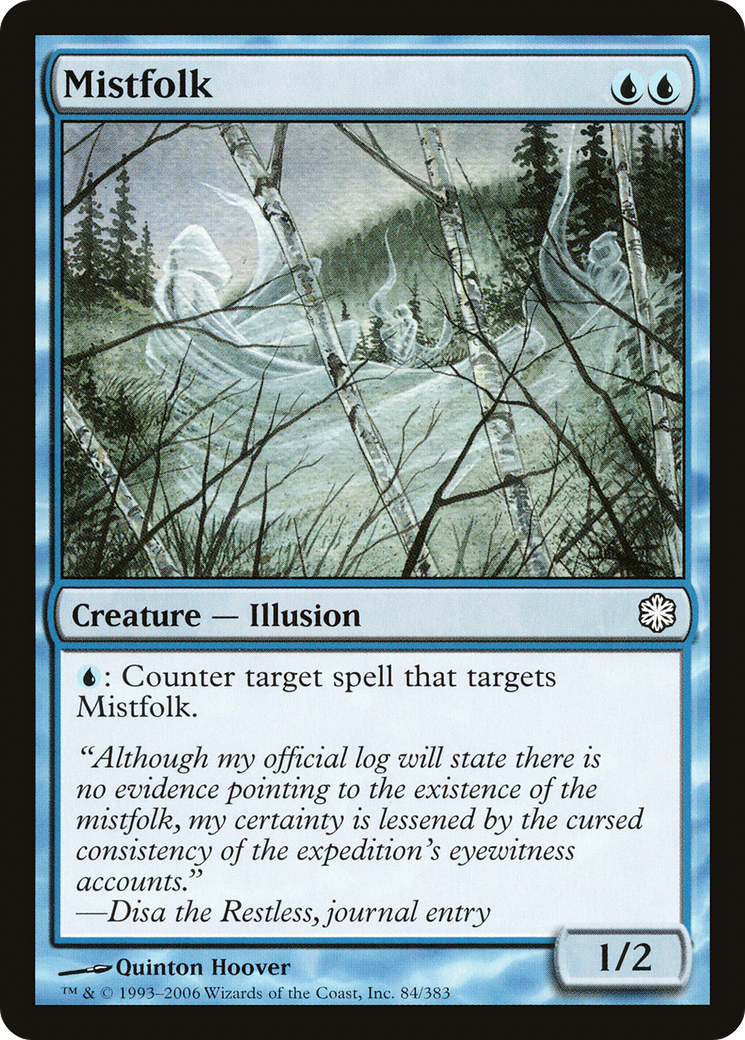 Mistfolk
Creature — Illusion
: Counter target spell that targets
Mistfolk.
“Although my official log will state there is
no evidence pointing to the existence of the
mistfolk, my certainty is lessened by the cursed
consistency of the expedition’s eyewitness
accounts.”
—Disa the Restless, journal entry
1/2
Quinton Hoover
™ & © 1993–2006 Wizards of the Coast, Inc. 84/383